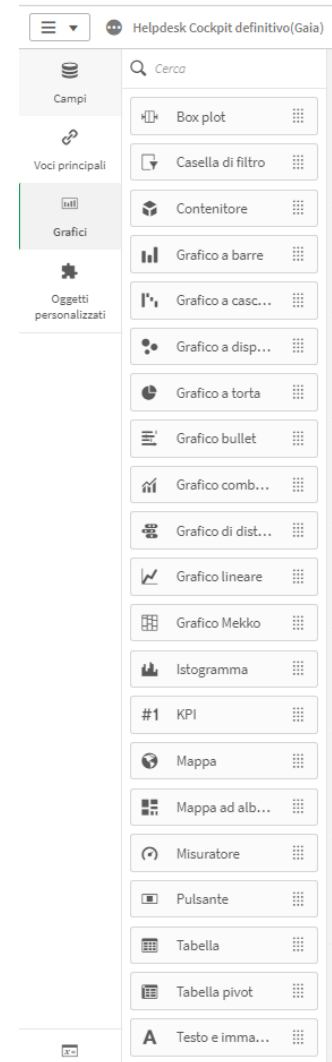 Helpdesk Cockpit definitivo(Gaia)
Campi
Voci principali
Grafici
Oggetti
personalizzati
Cerca
Box plot
Casella di filtro
Contenitore
Grafico a barre
Grafico a casc...
Grafico a disp...
Grafico a torta
Grafico bullet
Grafico comb...
Grafico di dist...
Grafico lineare
Grafico Mekko
Istogramma
#1 KPI
Mappa
Mappa ad alb...
Misuratore
Pulsante
Tabella
Tabella pivot
A Testo e imma...
x=